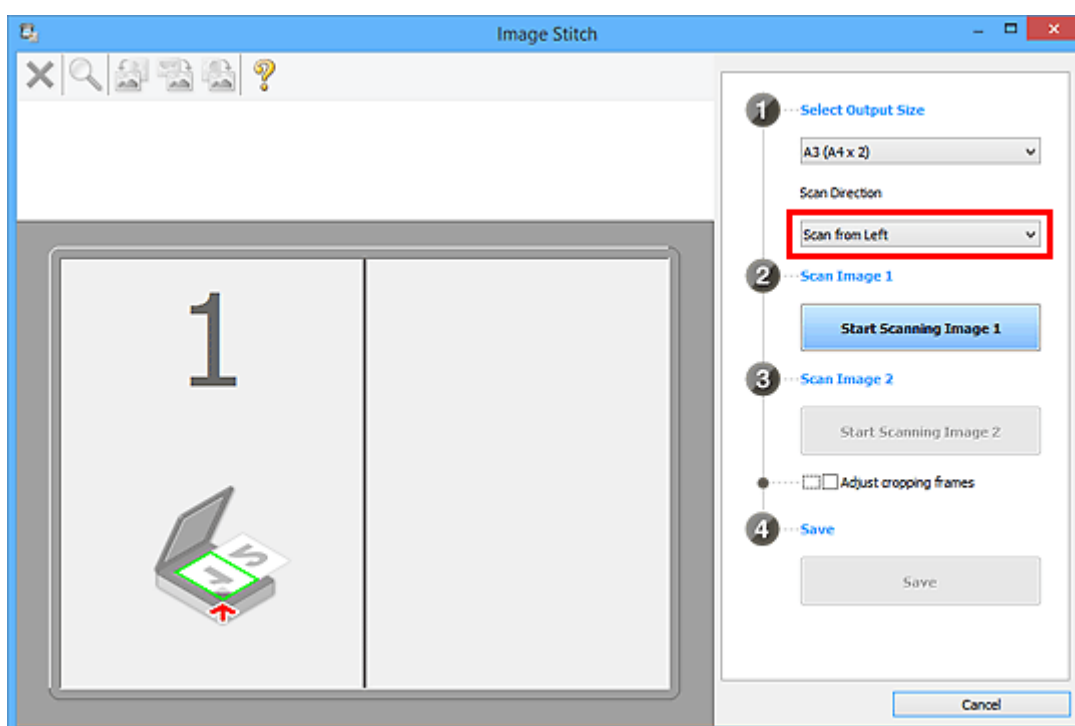 Image Stitch
1 Select Output Size
A3 (A4 x 2)
Scan Direction
Scan from Left
2 Scan Image 1
Start Scanning Image 1
3 Scan Image 2
Start Scanning Image 2
Adjust cropping frames
4 Save
Save
Cancel
1